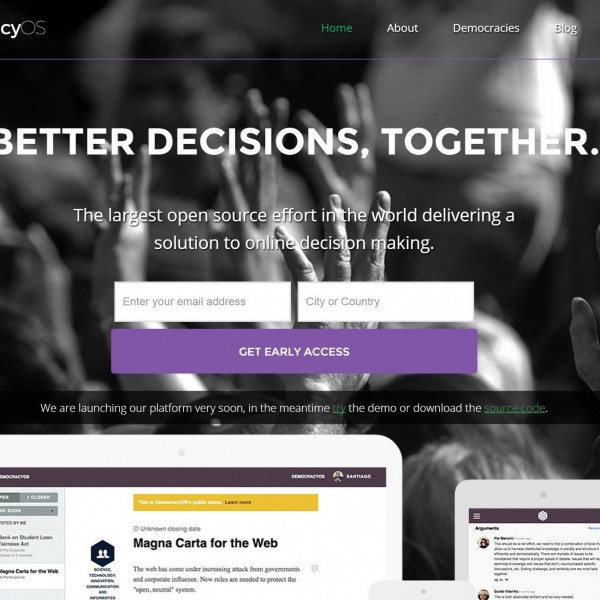 cyOS
Home About Democracies Blog
BETTER DECISIONS, TOGETHER.
The largest open source effort in the world delivering a
solution to online decision making.
Enter your email address City or Country
GET EARLY ACCESS
We are launching our platform very soon, in the meantime try the demo or download the source code.
DEMOCRACYOS DEMOCRACYOS SANTIAGO
OPEN 1 CLOSED
This is DemocracyOS's public demo. Learn more
VOTED BY ME
Bank on Student Loan
Fairness Act
Magna Carta for the Web
Unknown closing date
Magna Carta for the Web
SCIENCE,
TECHNOLOGY,
INNOVATION,
COMMUNICATION
AND
INFORMATION
The web has come under increasing attack from governments
and corporate influence. New rules are needed to protect the
"open, neutral" system.
Arguments
Pia Mancini
Guido Vilariño